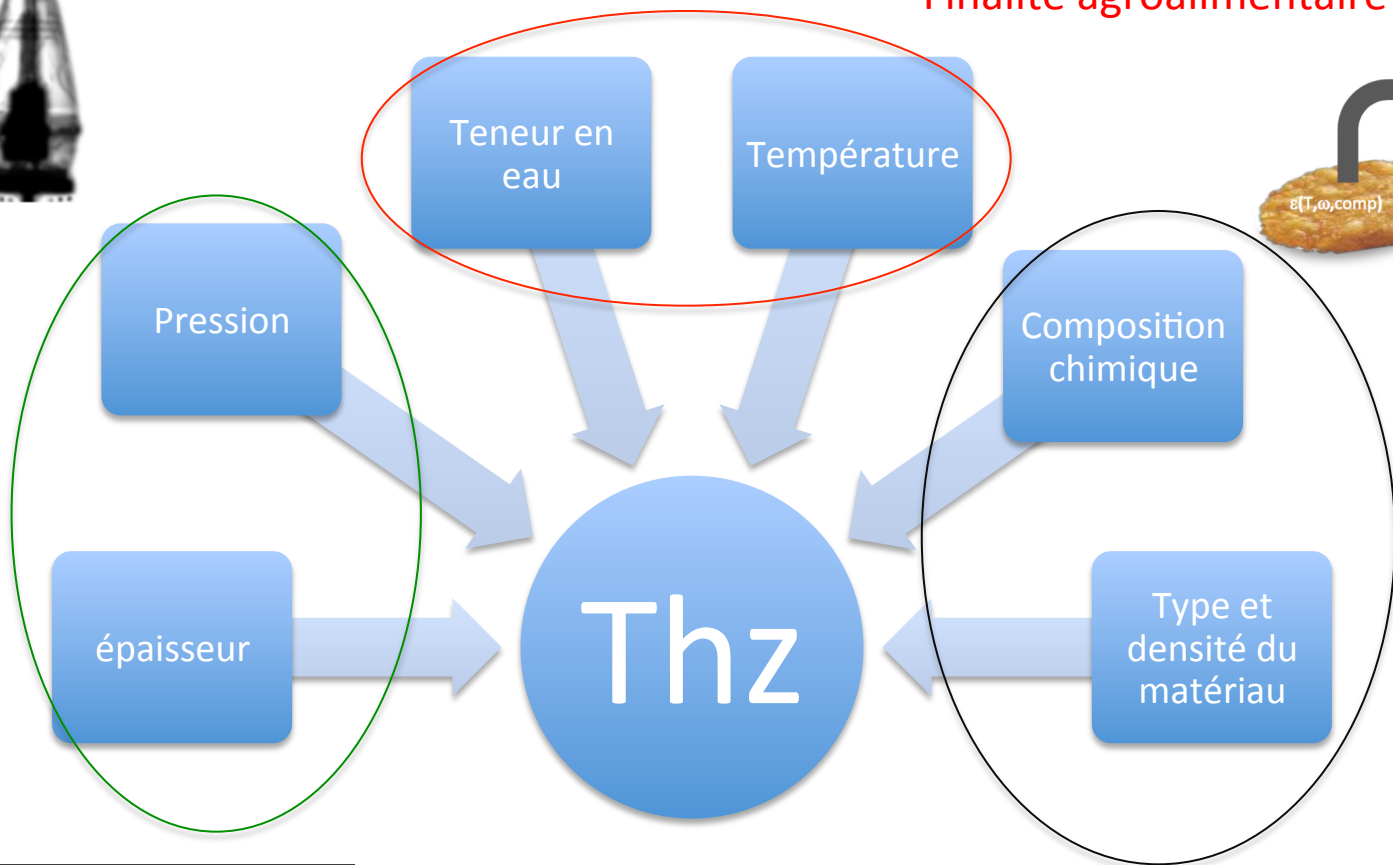 Finalité agroalimentaire
Teneur en
eau
Température
ε(T,ω,comp)
Pression
Composition
chimique
Thz
épaisseur
Type et
densité du
matériau